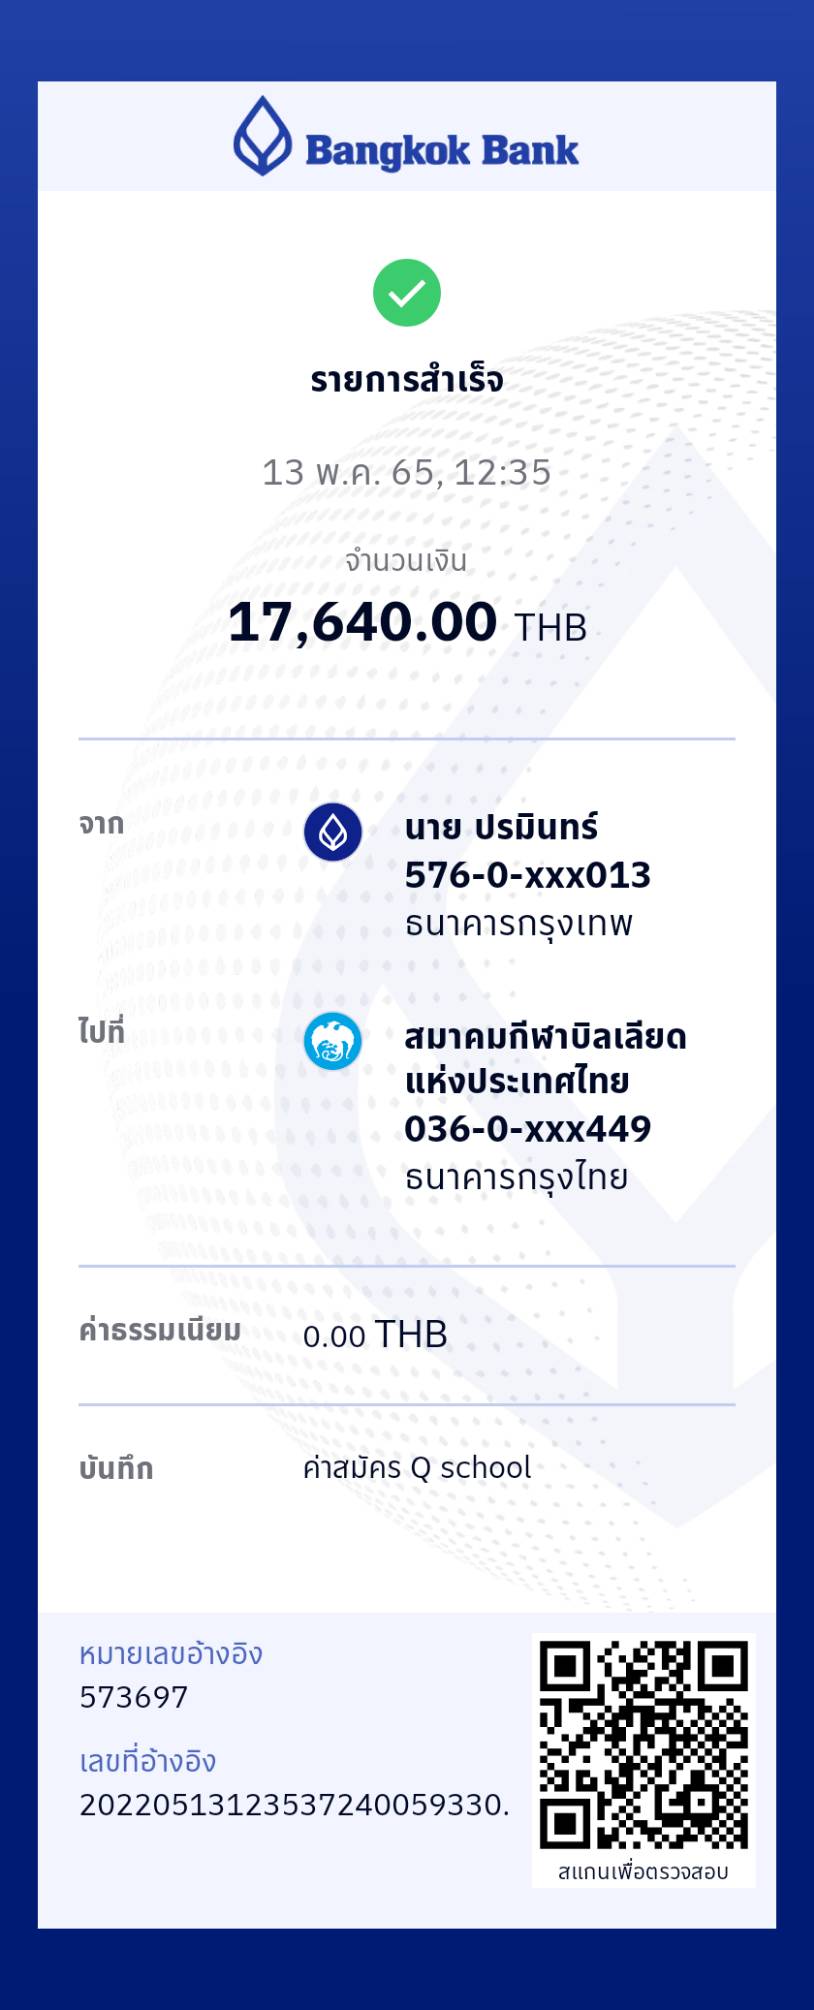 Bangkok Bank
รายการสำเร็จ
13 พ.ค. 65, 12:35
จำนวนเงิน
17,640.00 THB
จาก
นาย ปรมินทร์
576-0-xxx013
ธนาคารกรุงเทพ
ไปที่
สมาคมกีฬาบิลเลียด
แห่งประเทศไทย
036-0-xxx449
ธนาคารกรุงไทย
ค่าธรรมเนียม 0.00 THB
บันทึก ค่าสมัคร Q school
หมายเลขอ้างอิง
573697
เลขที่อ้างอิง
20220513123537240059330.
สแกนเพื่อตรวจสอบ